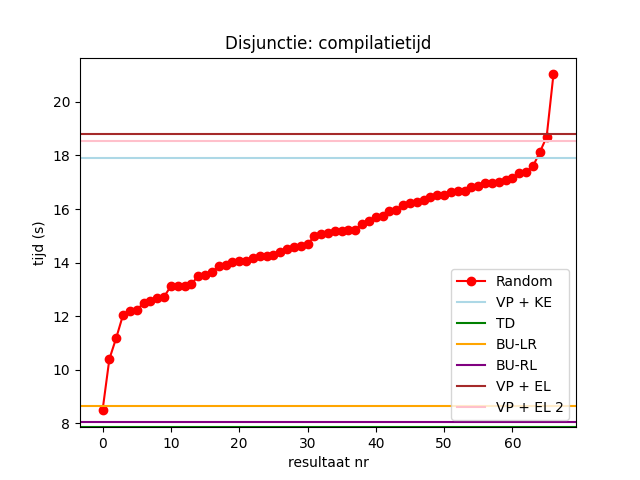 Disjunctie: compilatietijd
tijd (s)
20
18
16
14
12
10
8
0 10 20 30 40 50 60
resultaat nr
Random
VP + KE
TD
BU-LR
BU-RL
VP + EL
VP + EL 2